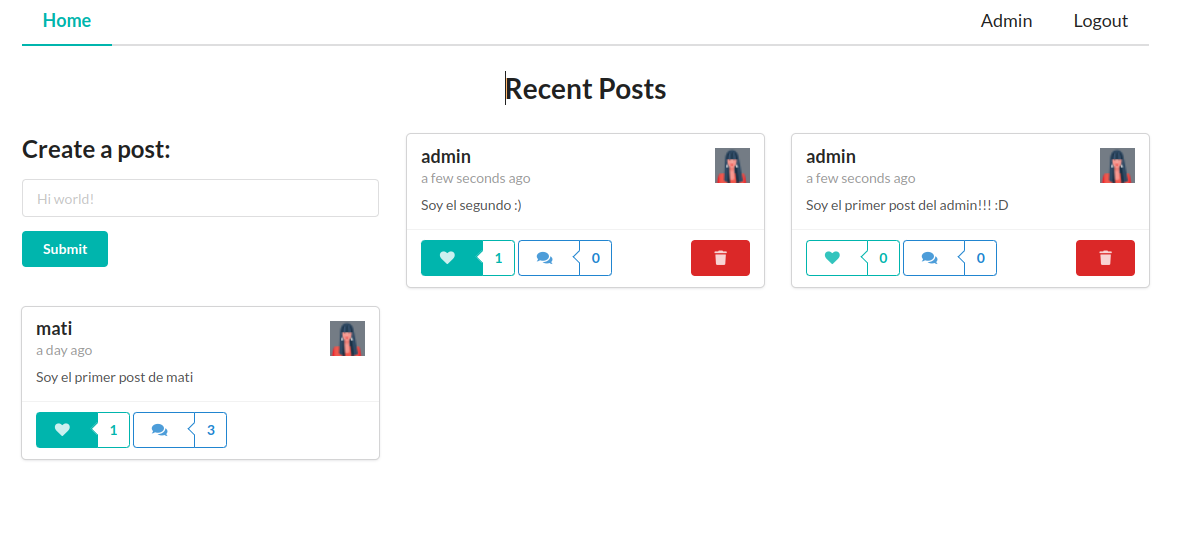 Home
Admin
Logout
Recent Posts
Create a post:
Hi world!
Submit
admin
a few seconds ago
Soy el segundo :)
1
0
admin
a few seconds ago
Soy el primer post del admin!!! :D
0
0
mati
a day ago
Soy el primer post de mati
1
3